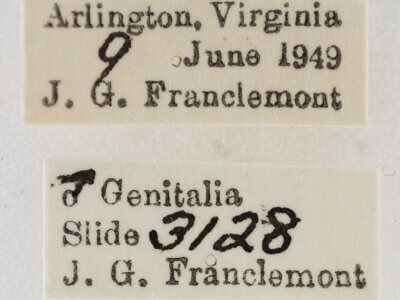 Arlington, Virginia
9 June 1949
J. G. Franclemont
♂ Genitalia
Slide 3128
J. G. Franclemont